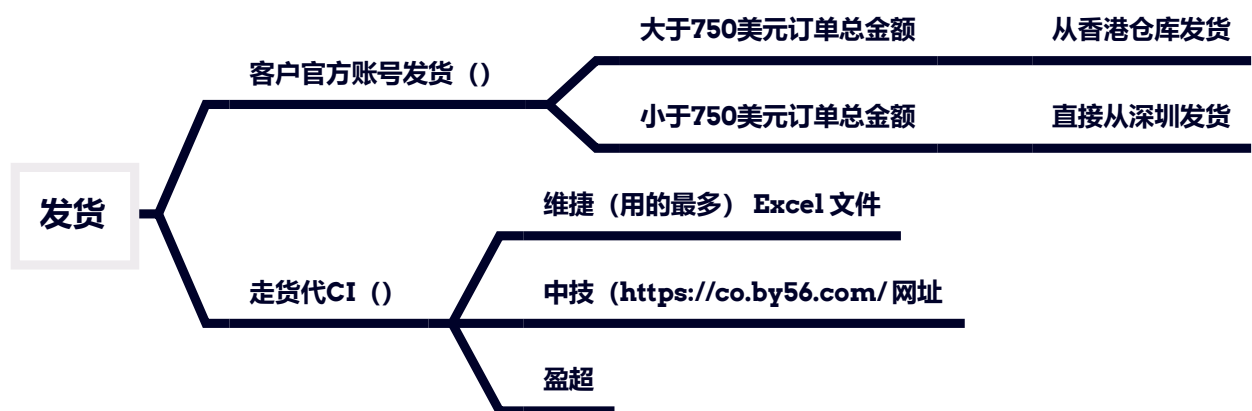 发货
客户官方账号发货（）
大于750美元订单总金额
从香港仓库发货
小于750美元订单总金额
直接从深圳发货
走货代CI（）
维捷（用的最多） Excel 文件
中技（https://co.by56.com/ 网址
盈超